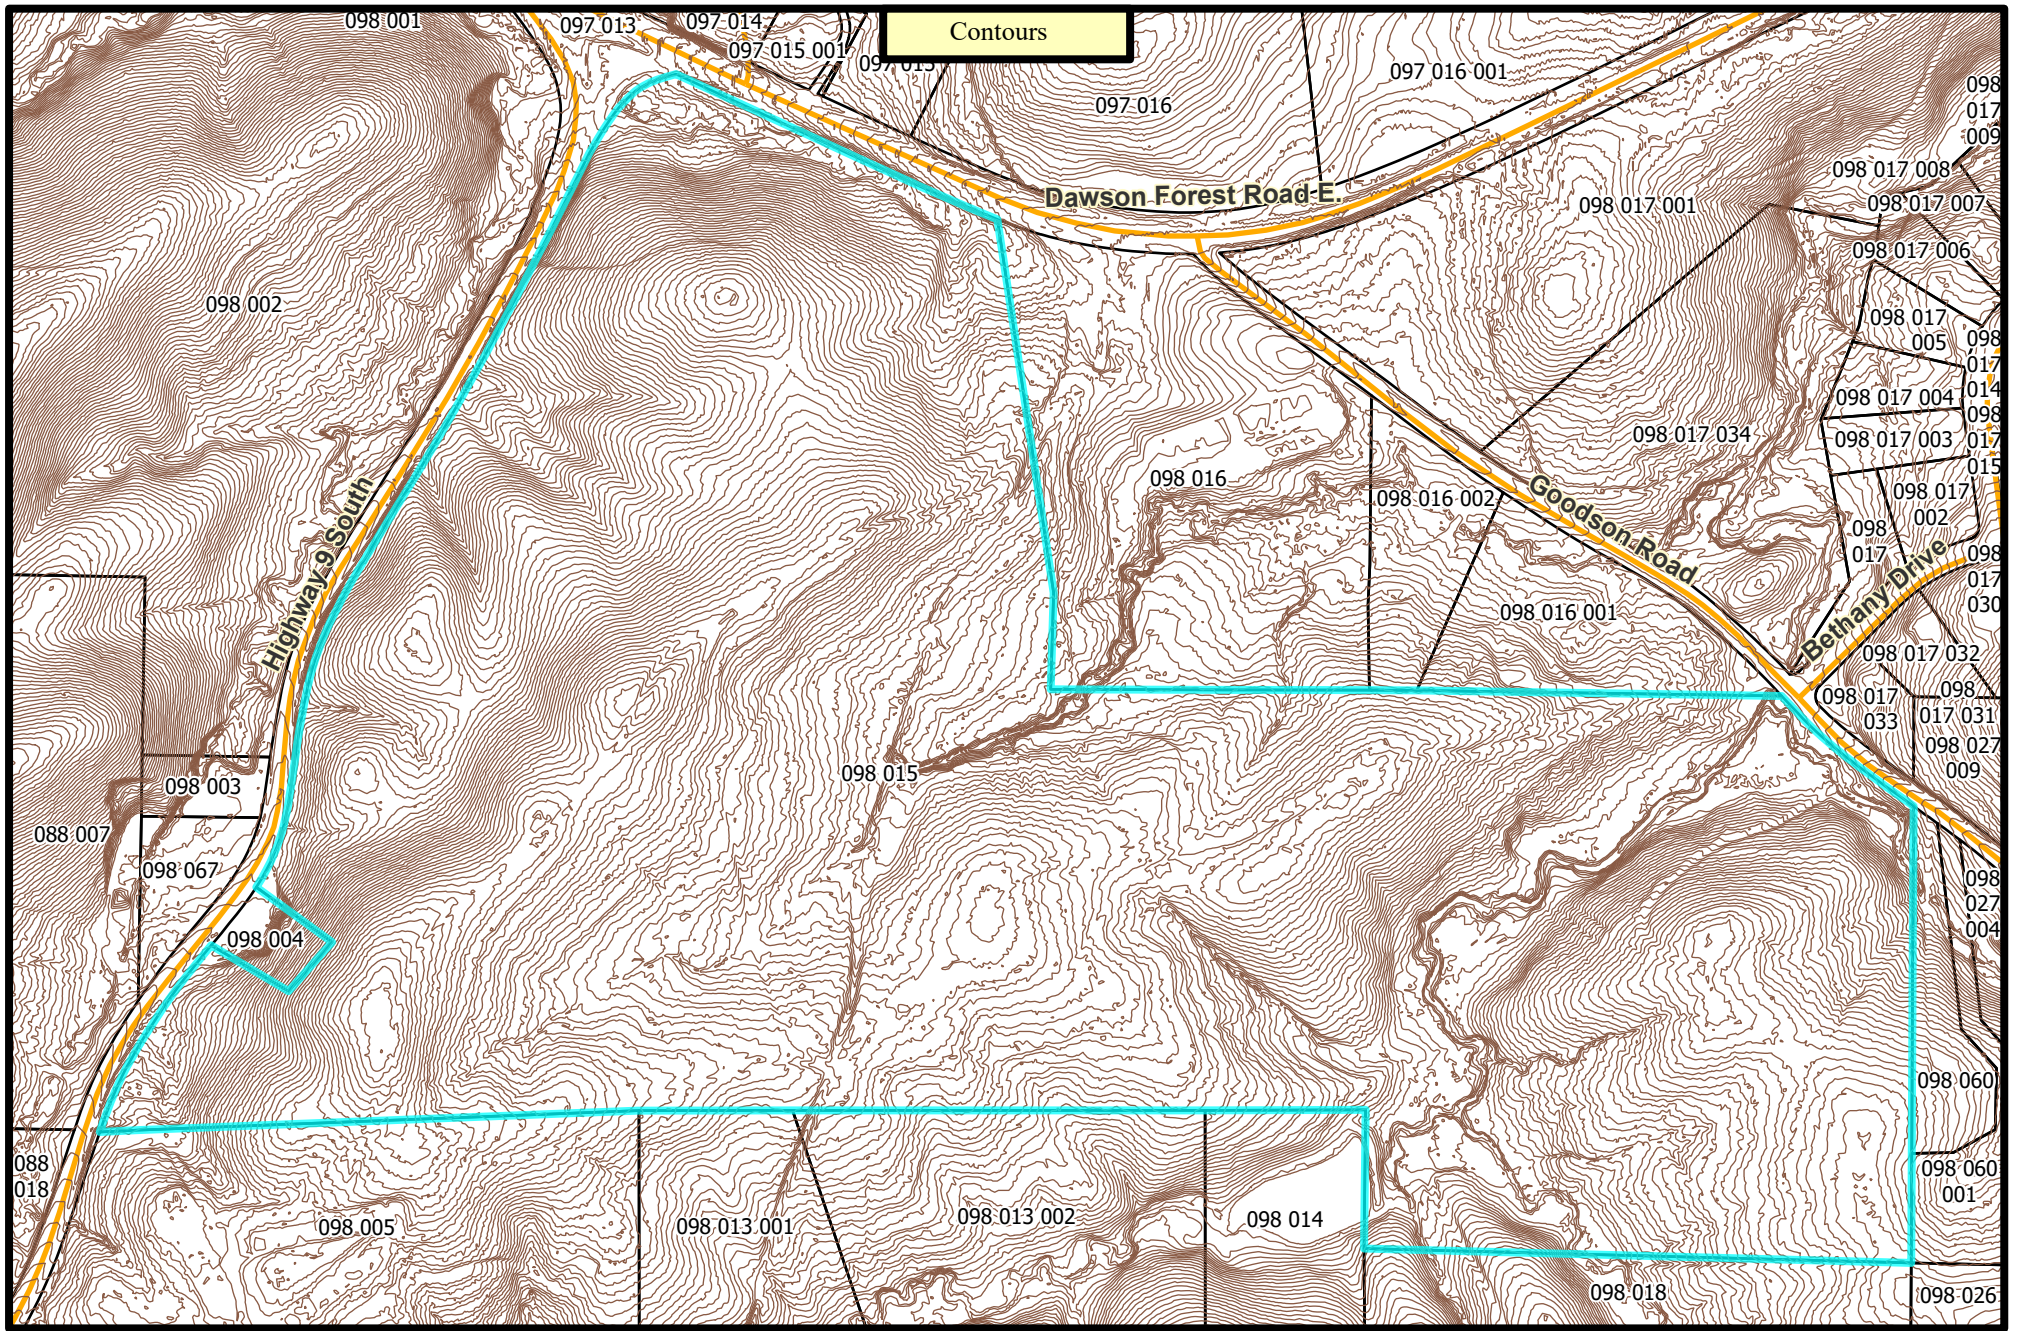 Contours
098 001
097 013
097 014
097 015 001
097 015
097 016
097 016 001
098
017
009
098 017 008
098 017 007
098 017 001
Dawson Forest Road E.
098 017 006
098 002
098 017
005
098
017
014
098 017 004
098
017
015
098 017 003
098 017 034
098 016
098 016 002
098 017
002
Goodson Road
098
017
Highway 9 South
098
017
030
Bethany Drive
098 016 001
098 017 032
098 017
033
098
017 031
098 027
009
098 015
098 003
088 007
098 067
098
027
004
098 004
098 060
088
018
098 060
001
098 005
098 013 001
098 013 002
098 014
098 018
098 026